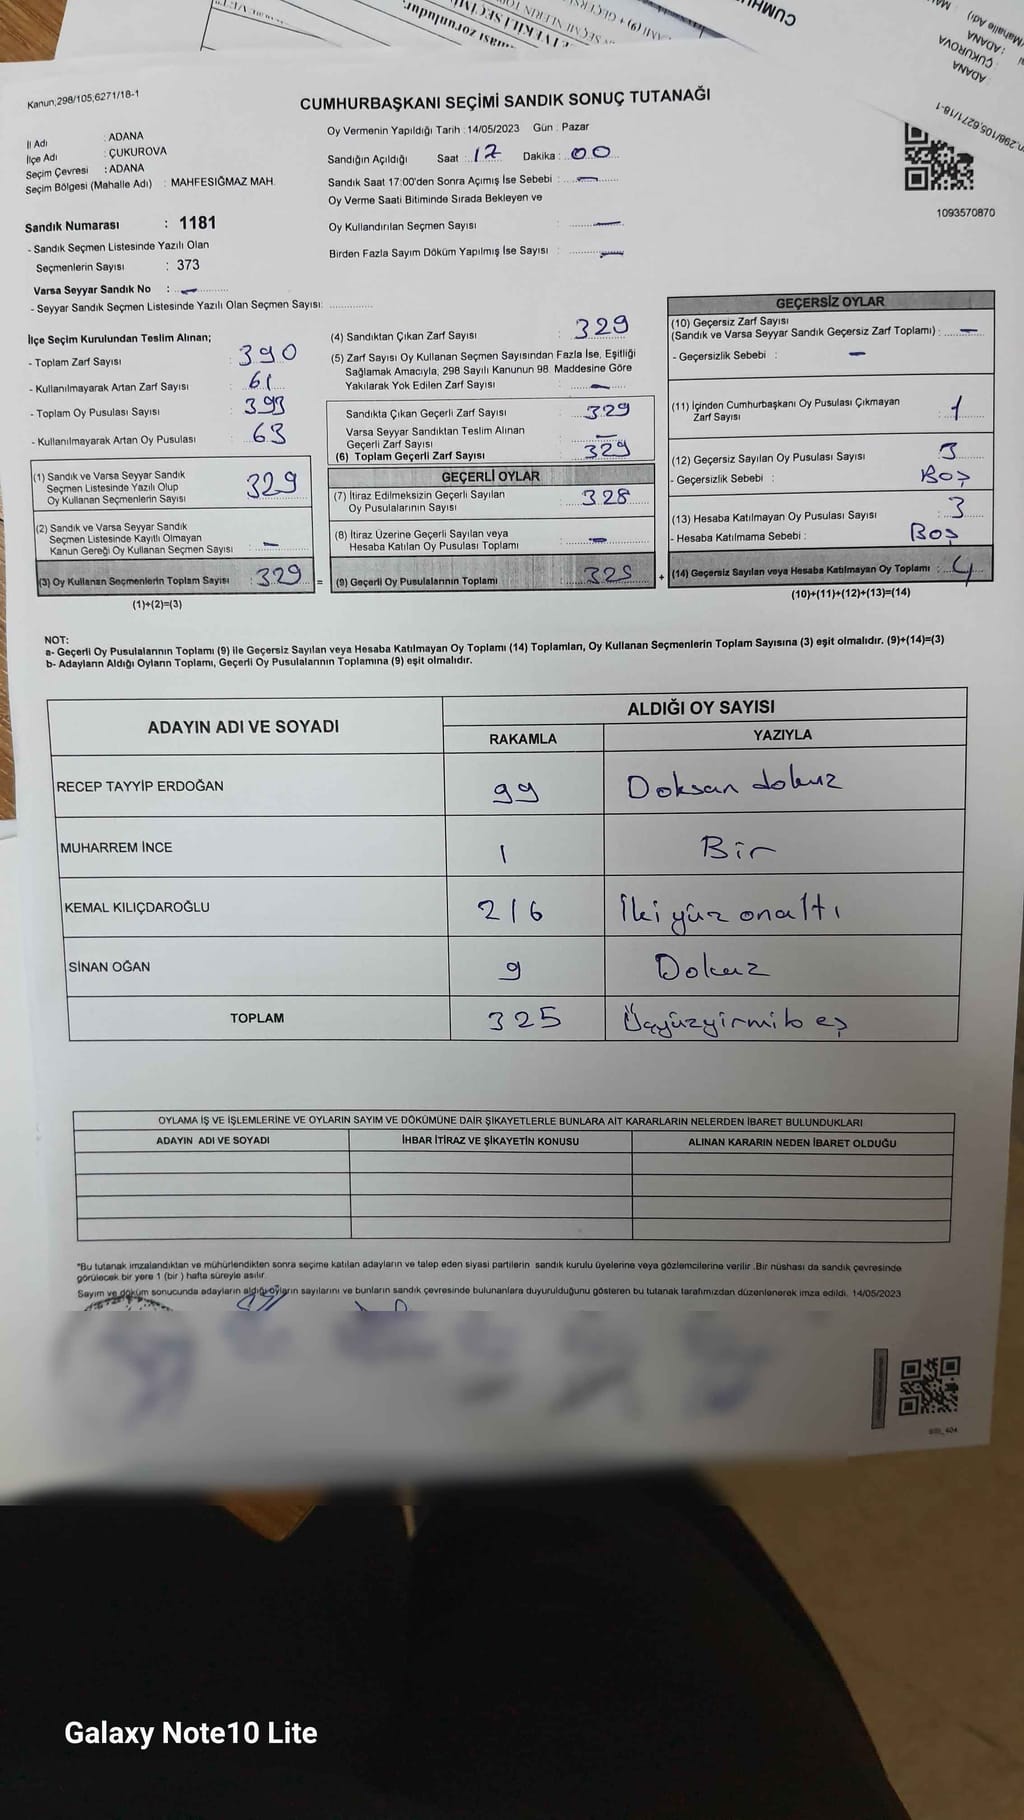 Kanun,298/105,6271/18-1
CUMHURBAŞKANI SEÇİMİ SANDIK SONUÇ TUTANAĞI
İl Adı : ADANA
İlçe Adı : ÇUKUROVA
Seçim Çevresi : ADANA
Seçim Bölgesi (Mahalle Adı) : MAHFESIĞMAZ MAH.
Sandık Numarası : 1181
- Sandık Seçmen Listesinde Yazılı Olan
Seçmenlerin Sayısı : 373
Varsa Seyyar Sandık No : -
- Seyyar Sandık Seçmen Listesinde Yazılı Olan Seçmen Sayısı:
Oy Vermenin Yapıldığı Tarih : 14/05/2023 Gün : Pazar
Sandığın Açıldığı Saat : 17 Dakika : 00
Sandık Saat 17:00'den Sonra Açımış İse Sebebi : -
Oy Verme Saati Bitiminde Sırada Bekleyen ve
Oy Kullandırılan Seçmen Sayısı : -
Birden Fazla Sayım Döküm Yapılmış İse Sayısı : -
1093570870
İlçe Seçim Kurulundan Teslim Alınan;
- Toplam Zarf Sayısı : 390
- Kullanılmayarak Artan Zarf Sayısı : 61
- Toplam Oy Pusulası Sayısı : 393
- Kullanılmayarak Artan Oy Pusulası : 63
(1) Sandık ve Varsa Seyyar Sandık
Seçmen Listesinde Yazılı Olup
Oy Kullanan Seçmenlerin Sayısı 329
(2) Sandık ve Varsa Seyyar Sandık
Seçmen Listesinde Kayıtlı Olmayan
Kanun Gereği Oy Kullanan Seçmen Sayısı : -
(3) Oy Kullanan Seçmenlerin Toplam Sayısı : 329 =
(1)+(2)=(3)
(4) Sandıktan Çıkan Zarf Sayısı 329
(5) Zarf Sayısı Oy Kullanan Seçmen Sayısından Fazla İse, Eşitliği
Sağlamak Amacıyla, 298 Sayılı Kanunun 98. Maddesine Göre
Yakılarak Yok Edilen Zarf Sayısı -
Sandıkta Çıkan Geçerli Zarf Sayısı 329
Varsa Seyyar Sandıktan Teslim Alınan
Geçerli Zarf Sayısı -
(6) Toplam Geçerli Zarf Sayısı 329
GEÇERLİ OYLAR
(7) İtiraz Edilmeksizin Geçerli Sayılan
Oy Pusulalarının Sayısı 328
(8) İtiraz Üzerine Geçerli Sayılan veya
Hesaba Katılan Oy Pusulası Toplamı -
(9) Geçerli Oy Pusulalarının Toplamı 325 +
GEÇERSİZ OYLAR
(10) Geçersiz Zarf Sayısı
(Sandık ve Varsa Seyyar Sandık Geçersiz Zarf Toplamı) : -
- Geçersizlik Sebebi : -
(11) İçinden Cumhurbaşkanı Oy Pusulası Çıkmayan
Zarf Sayısı 1
(12) Geçersiz Sayılan Oy Pusulası Sayısı 3
- Geçersizlik Sebebi : Boş
(13) Hesaba Katılmayan Oy Pusulası Sayısı : 3
- Hesaba Katılmama Sebebi : Boş
(14) Geçersiz Sayılan veya Hesaba Katılmayan Oy Toplamı : 4
(10)+(11)+(12)+(13)=(14)
NOT:
a- Geçerli Oy Pusulalarının Toplamı (9) ile Geçersiz Sayılan veya Hesaba Katılmayan Oy Toplamı (14) Toplamları, Oy Kullanan Seçmenlerin Toplam Sayısına (3) eşit olmalıdır. (9)+(14)=(3)
b- Adayların Aldığı Oyların Toplamı, Geçerli Oy Pusulalarının Toplamına (9) eşit olmalıdır.
ADAYIN ADI VE SOYADI ALDIĞI OY SAYISI
RAKAMLA YAZIYLA
RECEP TAYYİP ERDOĞAN 99 Doksan dokuz
MUHARREM İNCE 1 Bir
KEMAL KILIÇDAROĞLU 216 İki yüz onaltı
SİNAN OĞAN 9 Dokuz
TOPLAM 325 Üçyüzyirmibeş
OYLAMA İŞ VE İŞLEMLERİNE VE OYLARIN SAYIM VE DÖKÜMÜNE DAİR ŞİKAYETLERLE BUNLARA AİT KARARLARIN NELERDEN İBARET BULUNDUKLARI
ADAYIN ADI VE SOYADI İHBAR İTİRAZ VE ŞİKAYETİN KONUSU ALINAN KARARIN NEDEN İBARET OLDUĞU
*Bu tutanak imzalandıktan ve mühürlendikten sonra seçime katılan adayların ve talep eden siyasi partilerin sandık kurulu üyelerine veya gözlemcilerine verilir .Bir nüshası da sandık çevresinde
görülecek bir yere 1 (bir ) hafta süreyle asılır.
Sayım ve döküm sonucunda adayların aldığı oyların sayılarını ve bunların sandık çevresinde bulunanlara duyurulduğunu gösteren bu tutanak tarafımızdan düzenlenerek imza edildi. 14/05/2023
Galaxy Note10 Lite